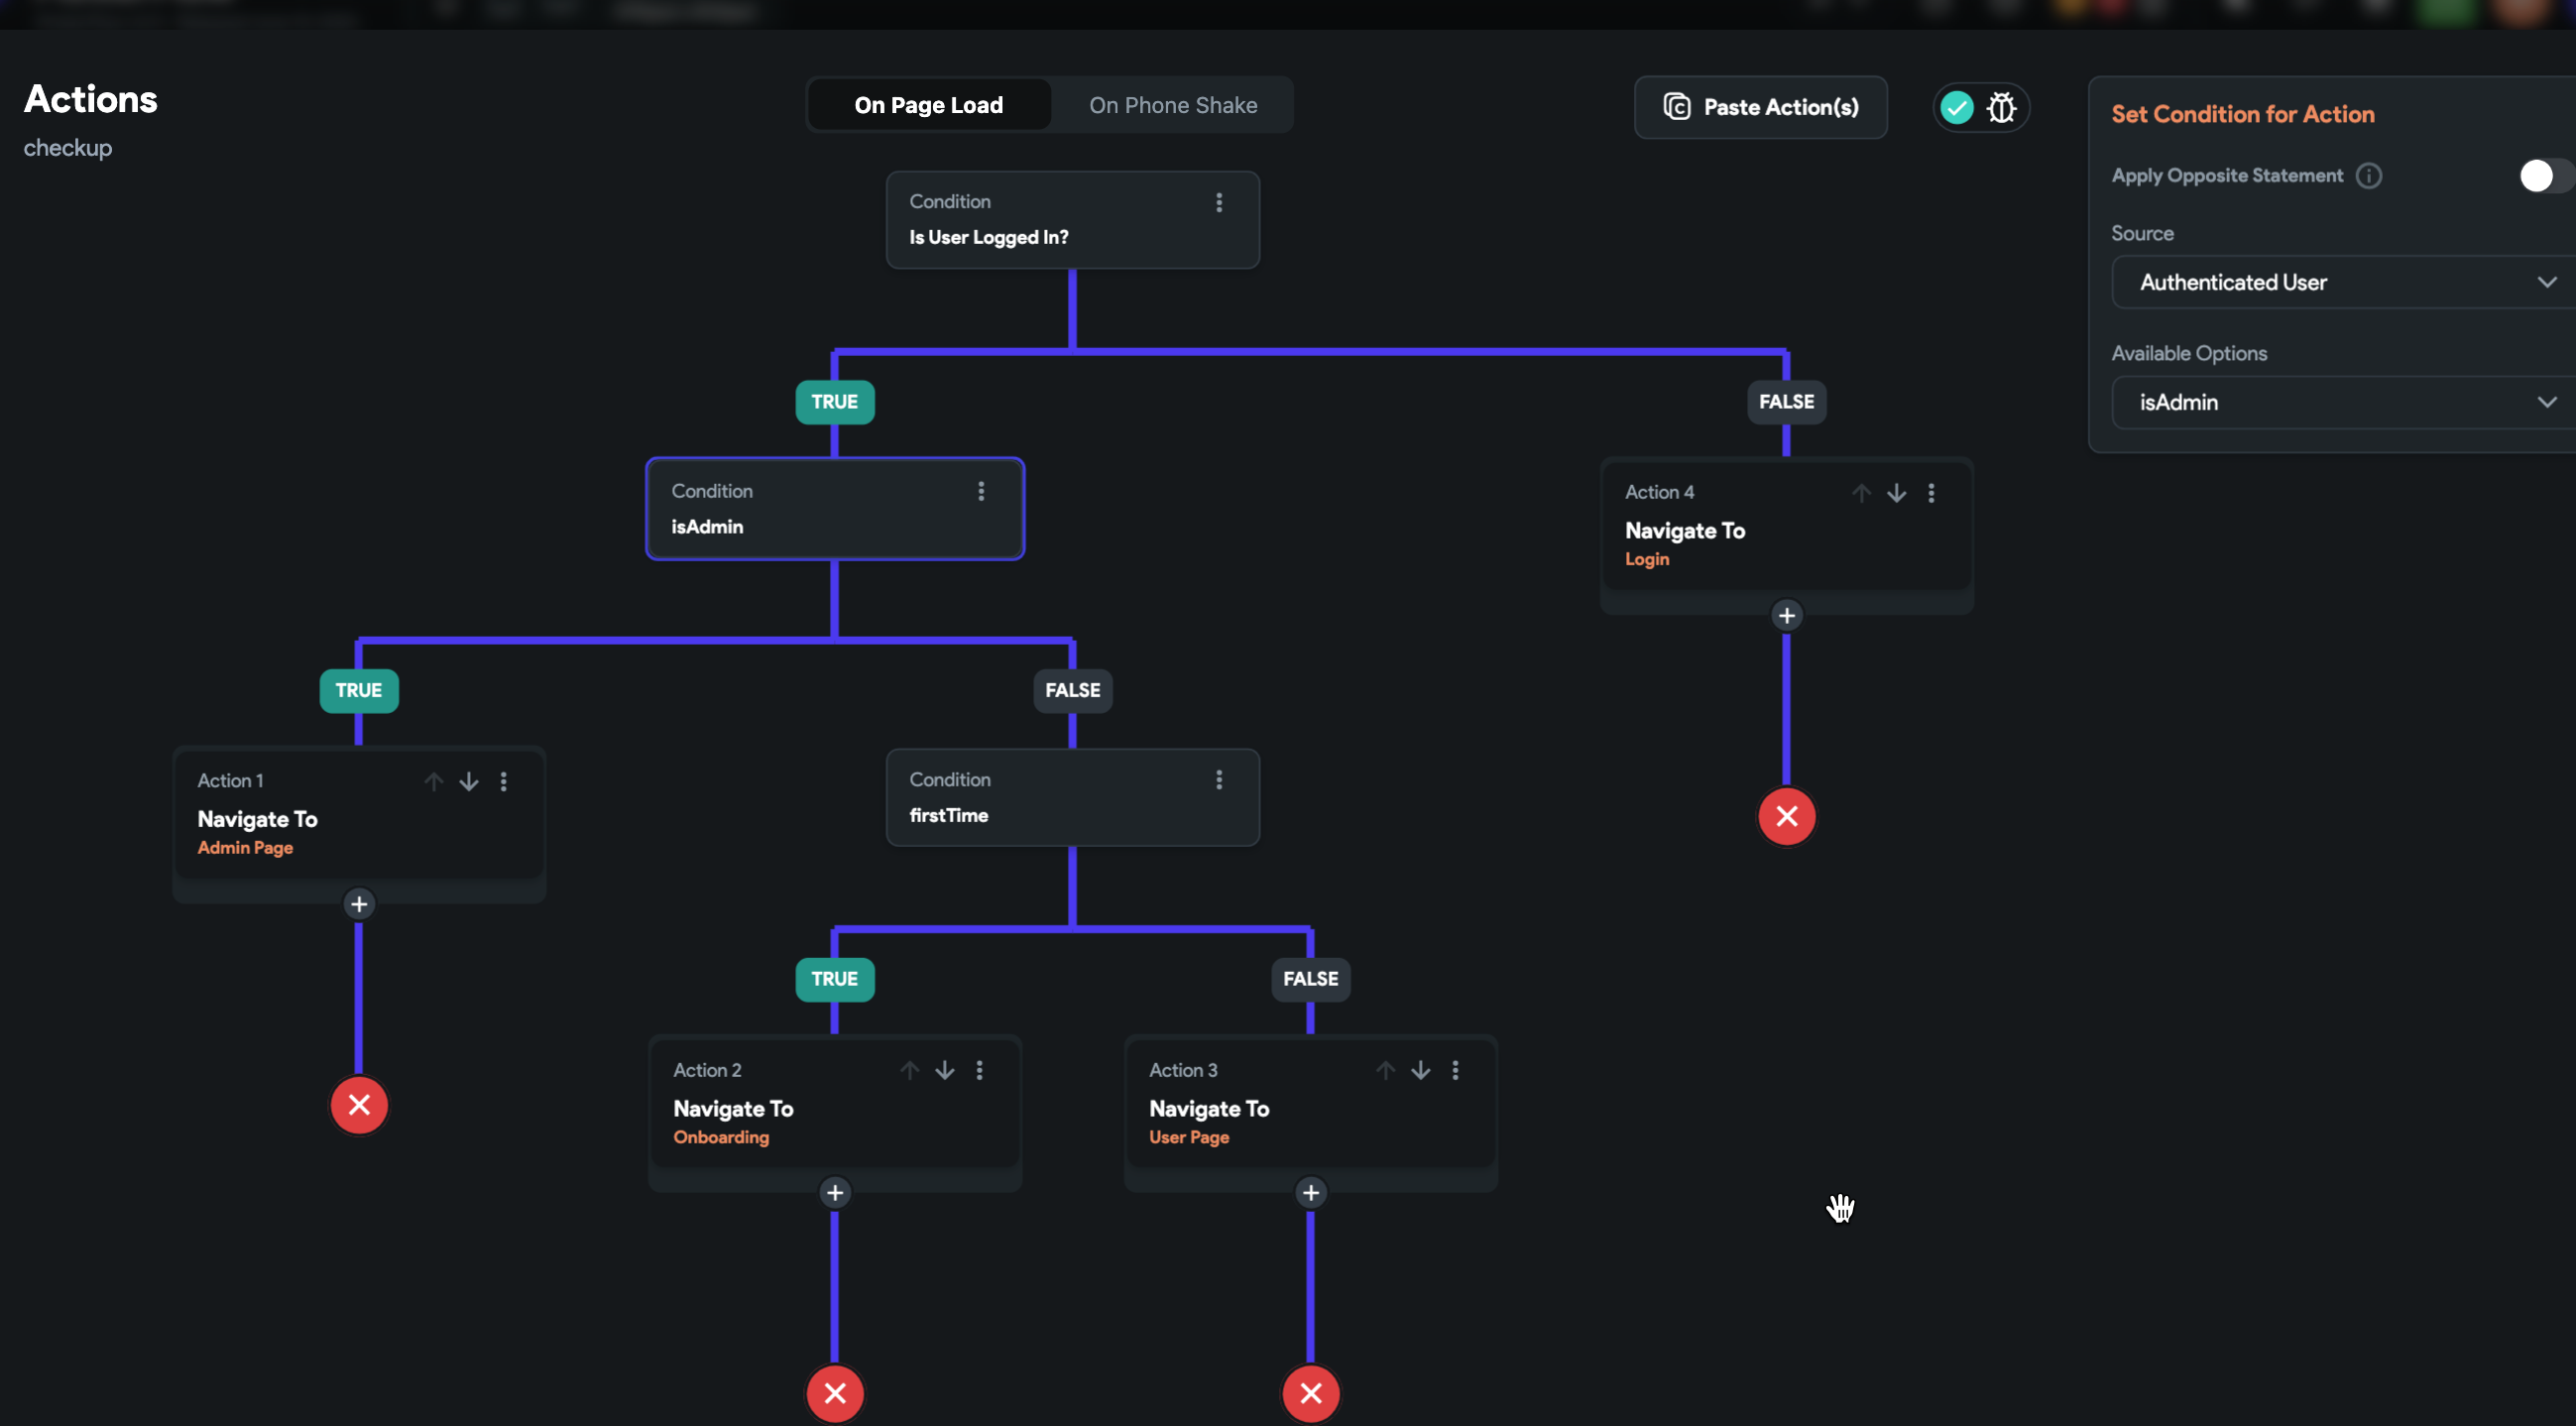 Actions
checkup
On Page Load
On Phone Shake
Paste Action(s)
Set Condition for Action
Apply Opposite Statement
Source
Authenticated User
Available Options
isAdmin
Condition
Is User Logged In?
TRUE
FALSE
Condition
isAdmin
Action 4
Navigate To
Login
TRUE
FALSE
Action 1
Navigate To
Admin Page
Condition
firstTime
TRUE
FALSE
Action 2
Navigate To
Onboarding
Action 3
Navigate To
User Page